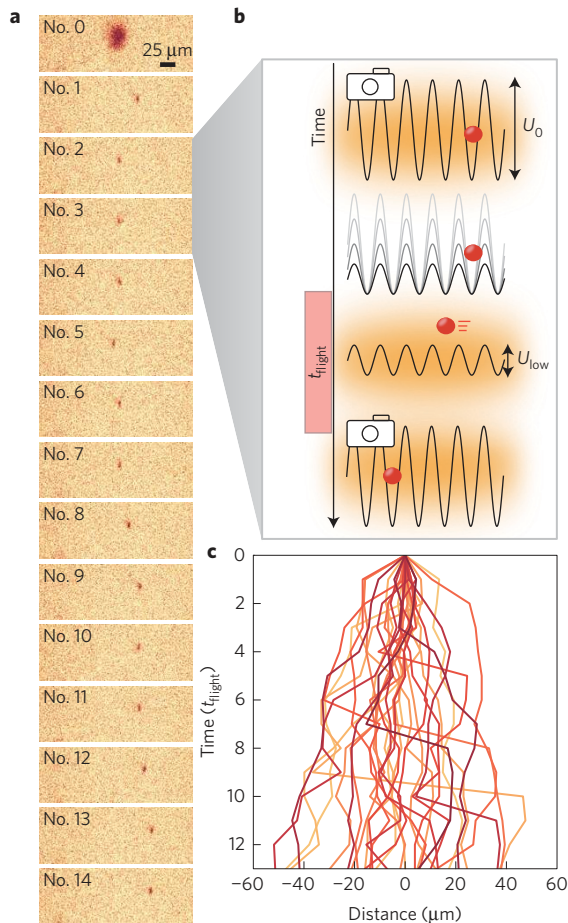 a
No. 0
25 μm
No. 1
No. 2
No. 3
No. 4
No. 5
No. 6
No. 7
No. 8
No. 9
No. 10
No. 11
No. 12
No. 13
No. 14
b
Time
U0
tflight
Ulow
c
0
2
4
6
8
10
12
Time (tflight)
−60 −40 −20 0 20 40 60
Distance (μm)